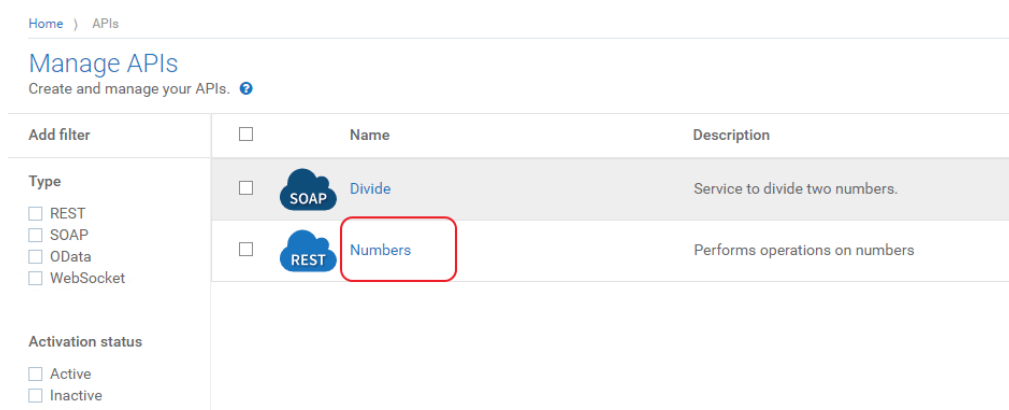 Home ⟩ APIs
Manage APIs
Create and manage your APIs. ?
Add filter
Name Description
Type
REST
SOAP
OData
WebSocket
SOAP Divide Service to divide two numbers.
REST Numbers Performs operations on numbers
Activation status
Active
Inactive